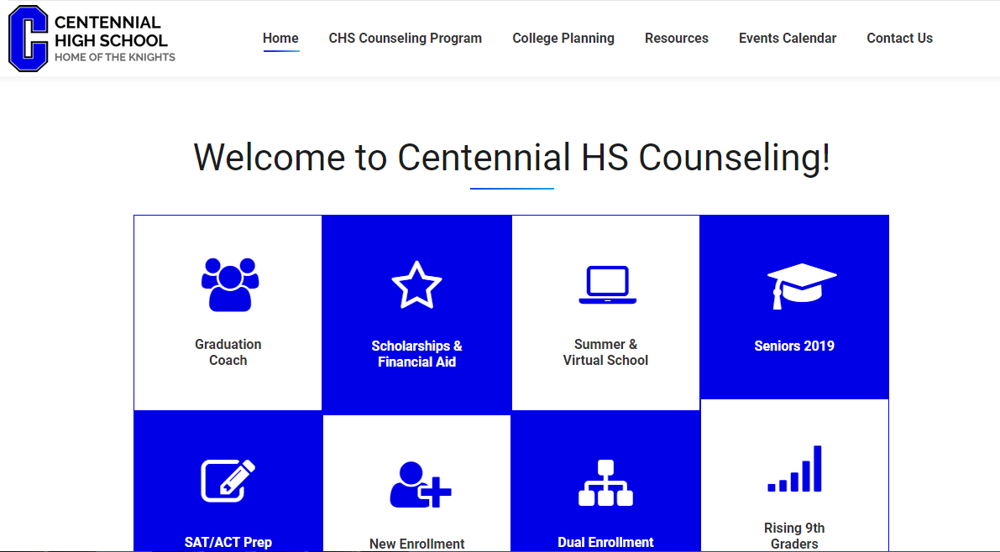 C
CENTENNIAL
HIGH SCHOOL
HOME OF THE KNIGHTS
Home
CHS Counseling Program
College Planning
Resources
Events Calendar
Contact Us
Welcome to Centennial HS Counseling!
Graduation
Coach
Scholarships &
Financial Aid
Summer &
Virtual School
Seniors 2019
SAT/ACT Prep
New Enrollment
Dual Enrollment
Rising 9th
Graders